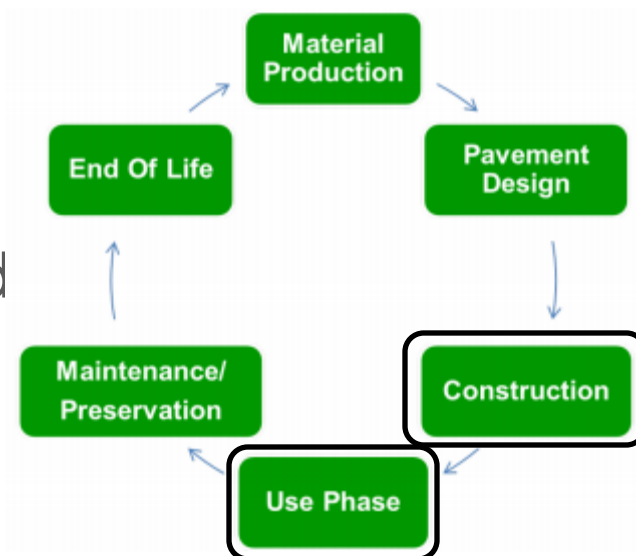 Material
Production
Pavement
Design
Construction
Use Phase
Maintenance/
Preservation
End Of Life
d